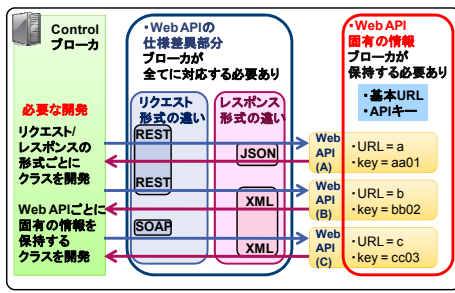 Control
ブローカ
必要な開発
リクエスト/
レスポンスの
形式ごとに
クラスを開発
Web APIごとに
固有の情報を
保持する
クラスを開発
・Web APIの
仕様差異部分
ブローカが
全てに対応する必要あり
リクエスト
形式の違い
レスポンス
形式の違い
REST
JSON
REST
XML
SOAP
XML
・Web API
固有の情報
ブローカが
保持する必要あり
・基本URL
・APIキー
Web
API
(A)
・URL = a
・key = aa01
Web
API
(B)
・URL = b
・key = bb02
Web
API
(C)
・URL = c
・key = cc03